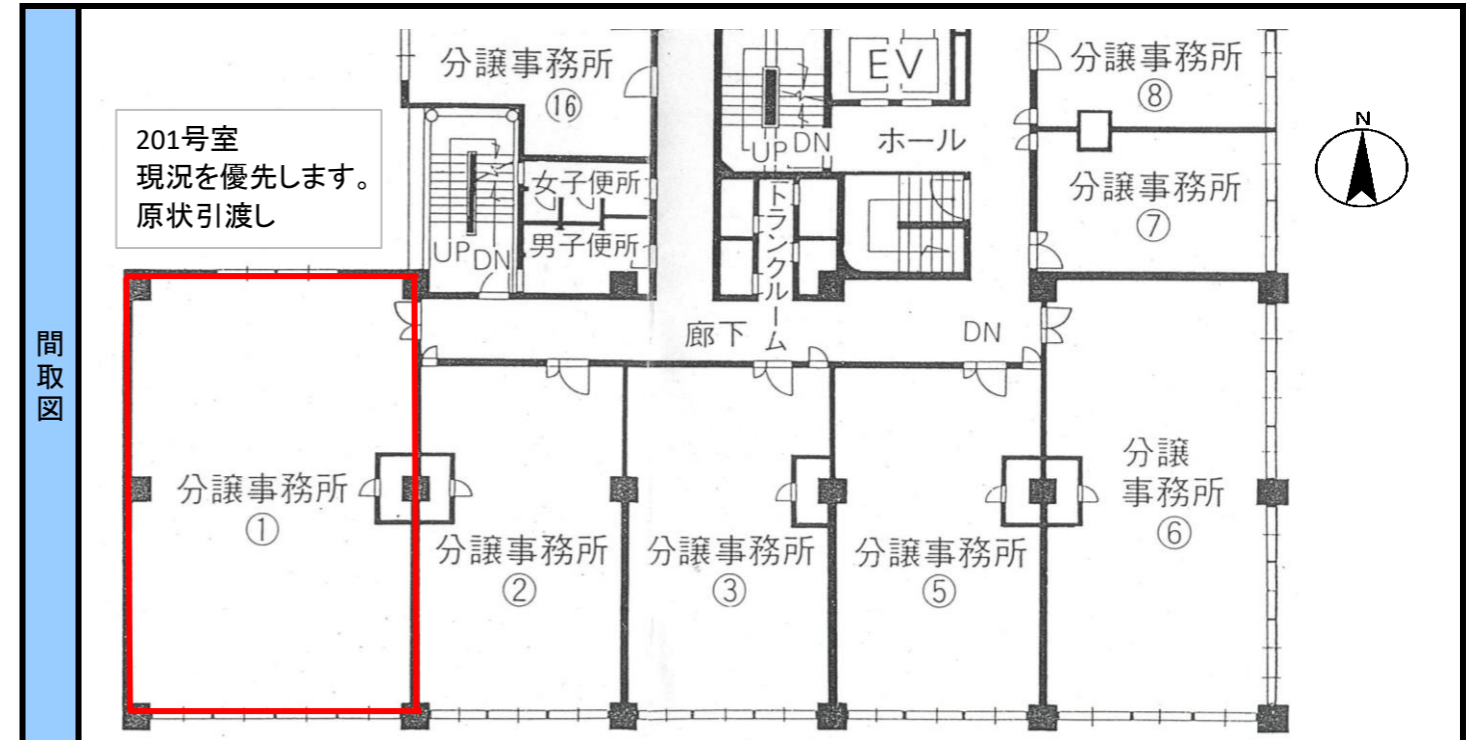 間取図
201号室
現況を優先します。
原状引渡し
分譲事務所
⑯
EV
分譲事務所
⑧
N
UP
DN
ホール
女子便所
分譲事務所
⑦
男子便所
UP
DN
トランクルーム
廊下
DN
分譲事務所
①
分譲事務所
②
分譲事務所
③
分譲事務所
⑤
分譲
事務所
⑥